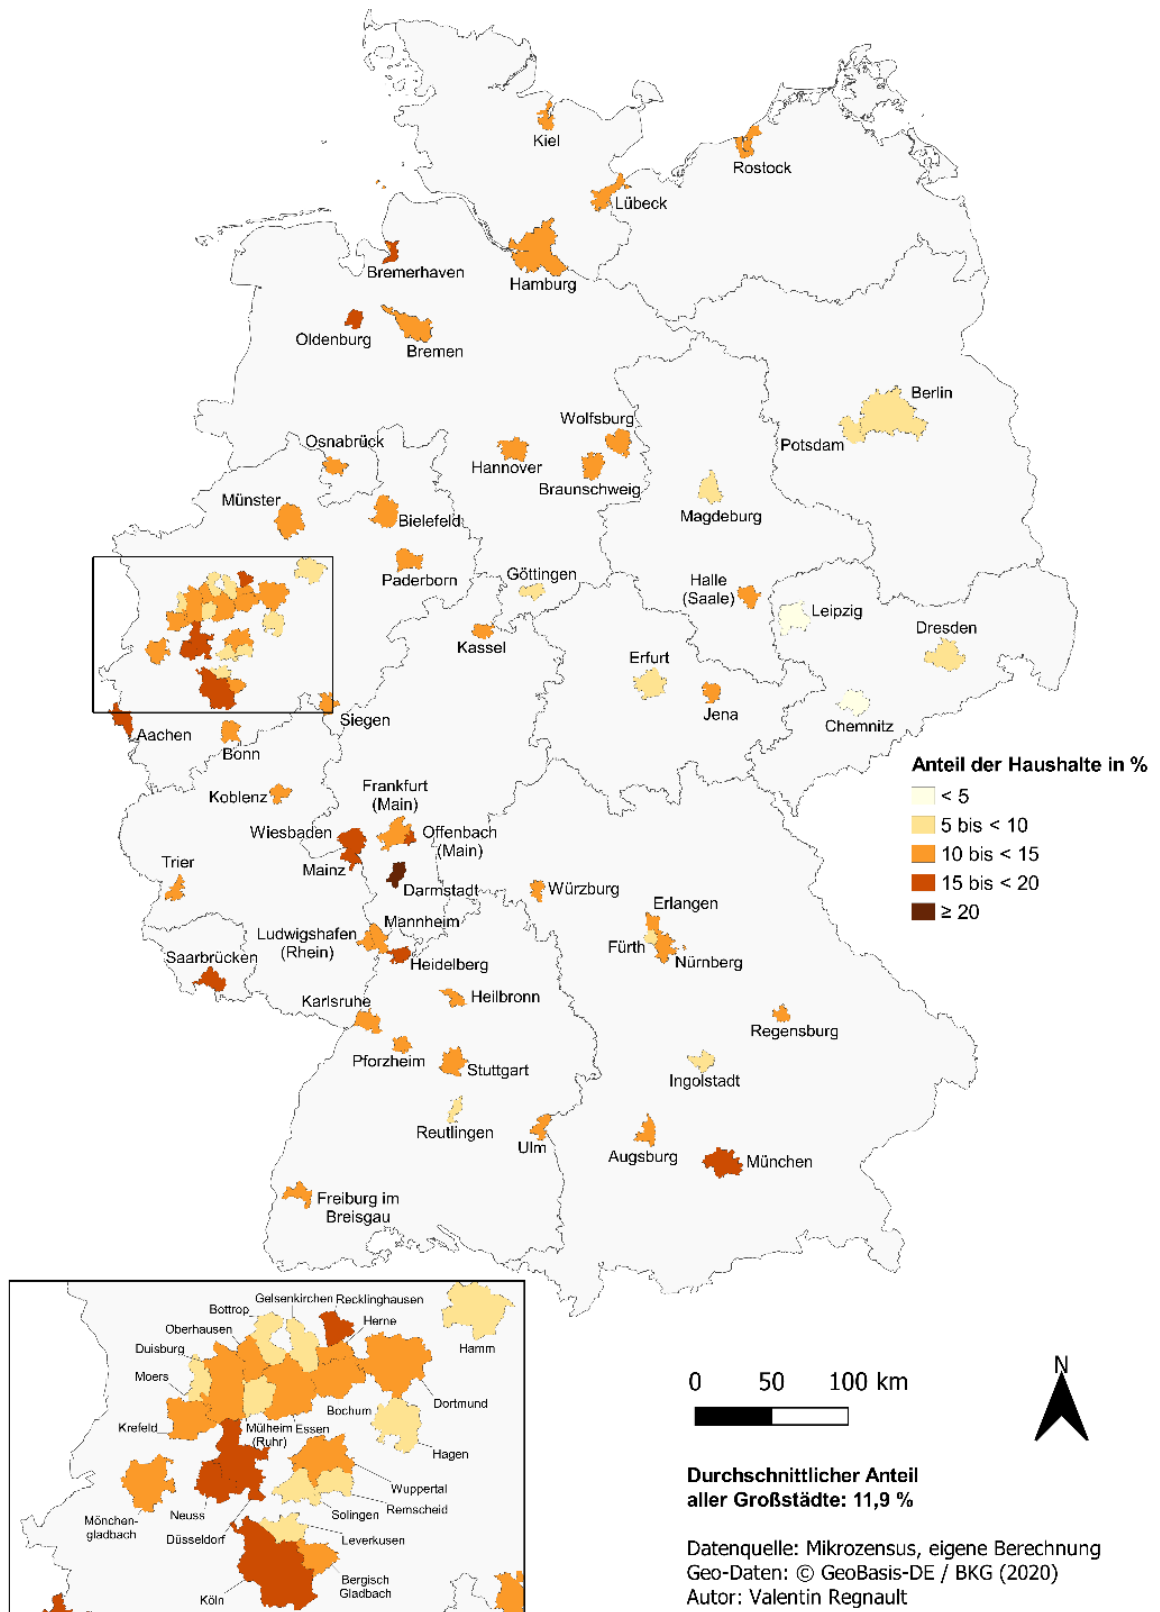 Kiel
Rostock
Lübeck
Bremerhaven
Hamburg
Oldenburg
Bremen
Berlin
Wolfsburg
Potsdam
Osnabrück
Hannover
Braunschweig
Münster
Bielefeld
Magdeburg
Paderborn
Göttingen
Halle
(Saale)
Leipzig
Dresden
Kassel
Erfurt
Jena
Chemnitz
Siegen
Aachen
Bonn
Koblenz
Frankfurt
(Main)
Wiesbaden
Offenbach
(Main)
Mainz
Trier
Darmstadt
Würzburg
Mannheim
Erlangen
Ludwigshafen
(Rhein)
Fürth
Nürnberg
Saarbrücken
Heidelberg
Karlsruhe
Heilbronn
Regensburg
Pforzheim
Stuttgart
Ingolstadt
Reutlingen
Ulm
Augsburg
München
Freiburg im
Breisgau
Anteil der Haushalte in %
< 5
5 bis < 10
10 bis < 15
15 bis < 20
≥ 20
Gelsenkirchen
Recklinghausen
Bottrop
Herne
Oberhausen
Duisburg
Hamm
Moers
Dortmund
Bochum
Krefeld
Mülheim
(Ruhr)
Essen
Hagen
Wuppertal
Neuss
Remscheid
Mönchen-
gladbach
Solingen
Düsseldorf
Leverkusen
Bergisch
Gladbach
Köln
0 50 100 km
N
Durchschnittlicher Anteil
aller Großstädte: 11,9 %
Datenquelle: Mikrozensus, eigene Berechnung
Geo-Daten: © GeoBasis-DE / BKG (2020)
Autor: Valentin Regnault